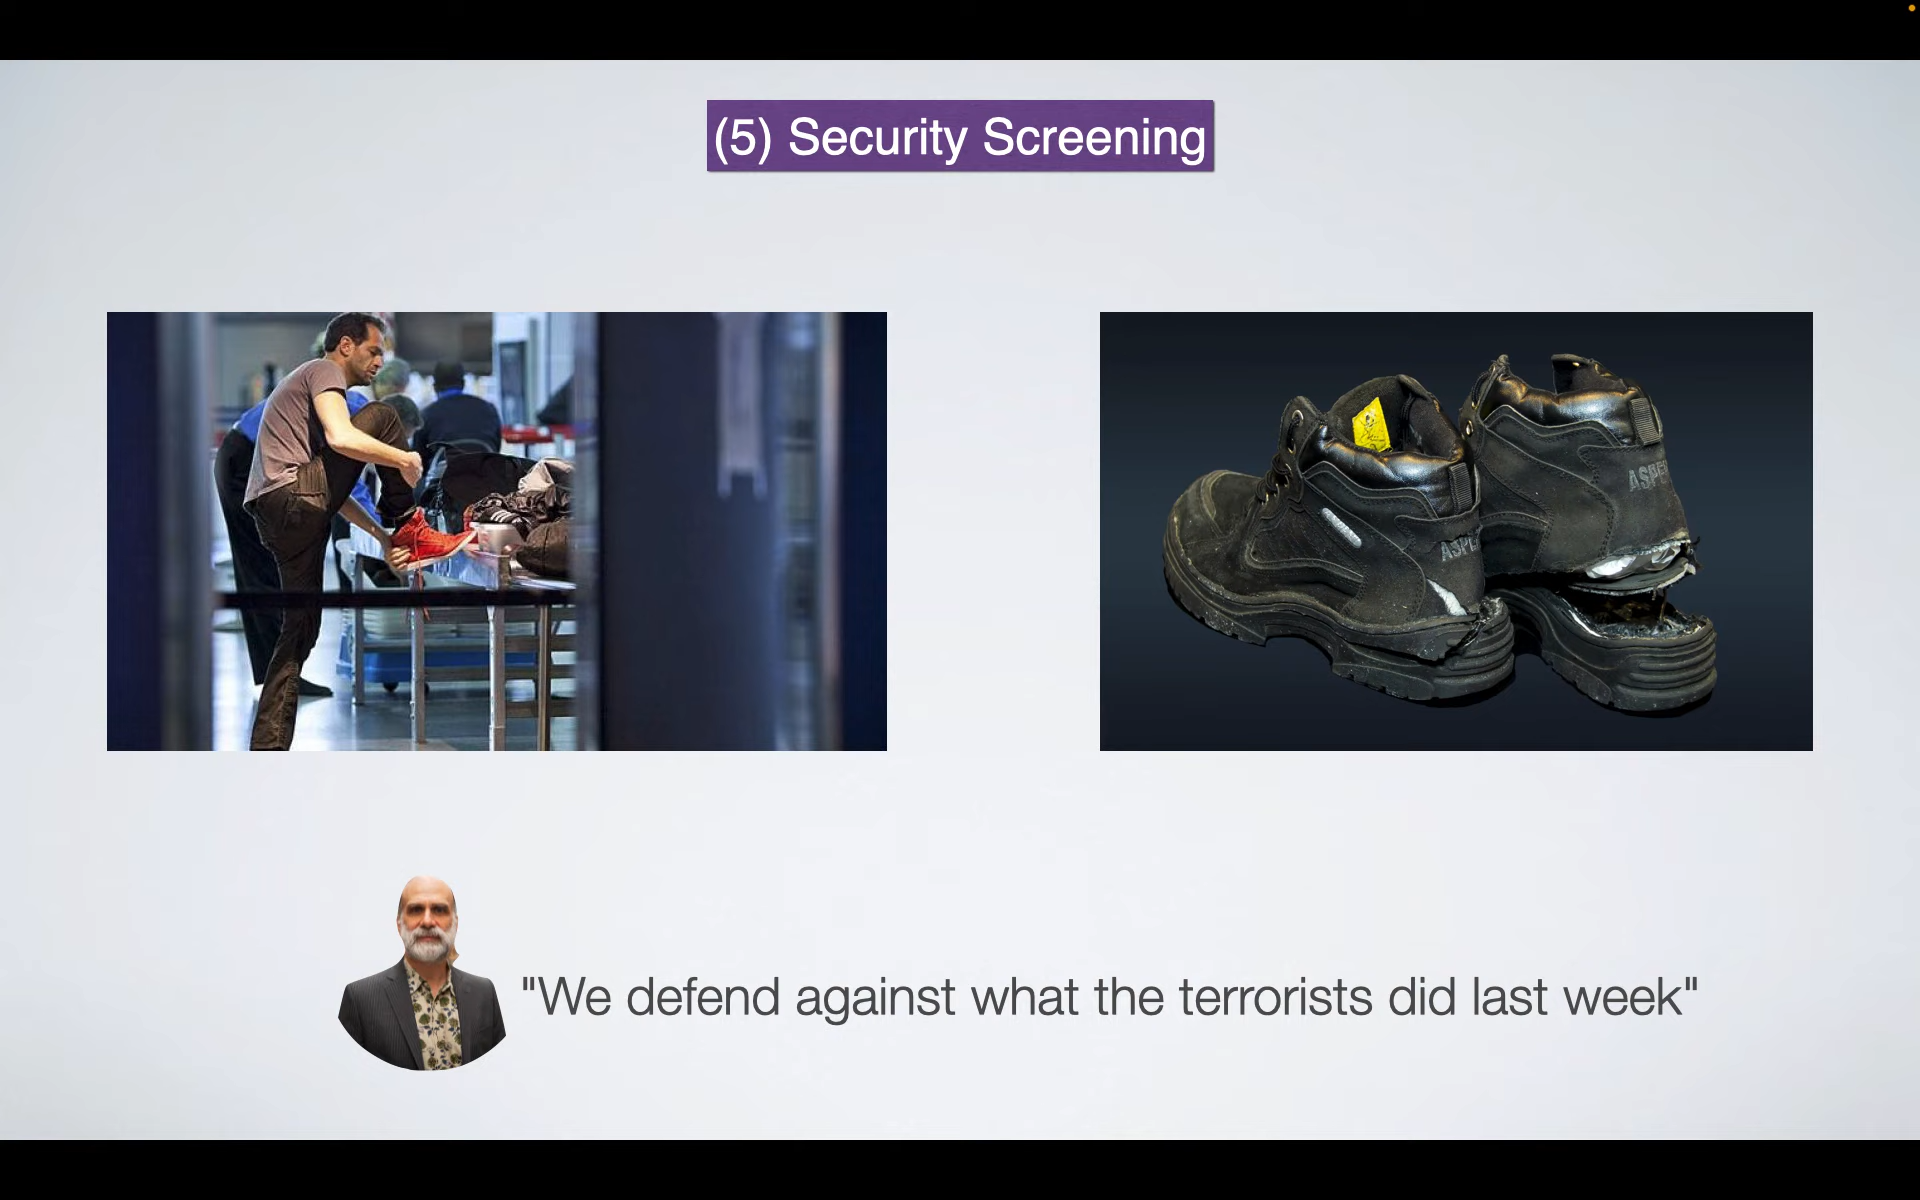 (5) Security Screening
"We defend against what the terrorists did last week"